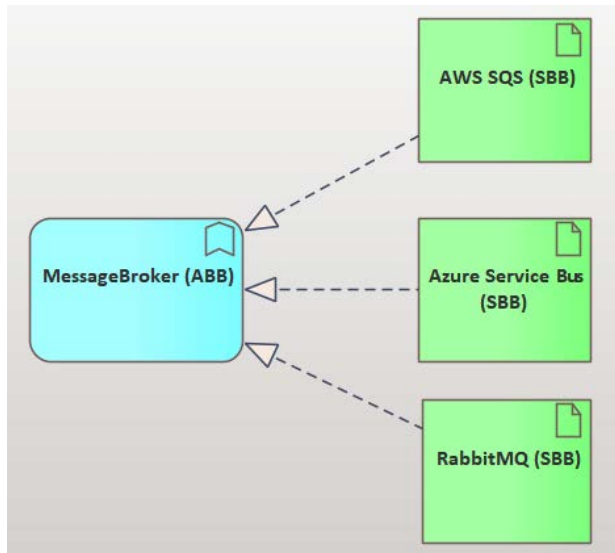 AWS SQS (SBB)
MessageBroker (ABB)
Azure Service Bus
(SBB)
RabbitMQ (SBB)